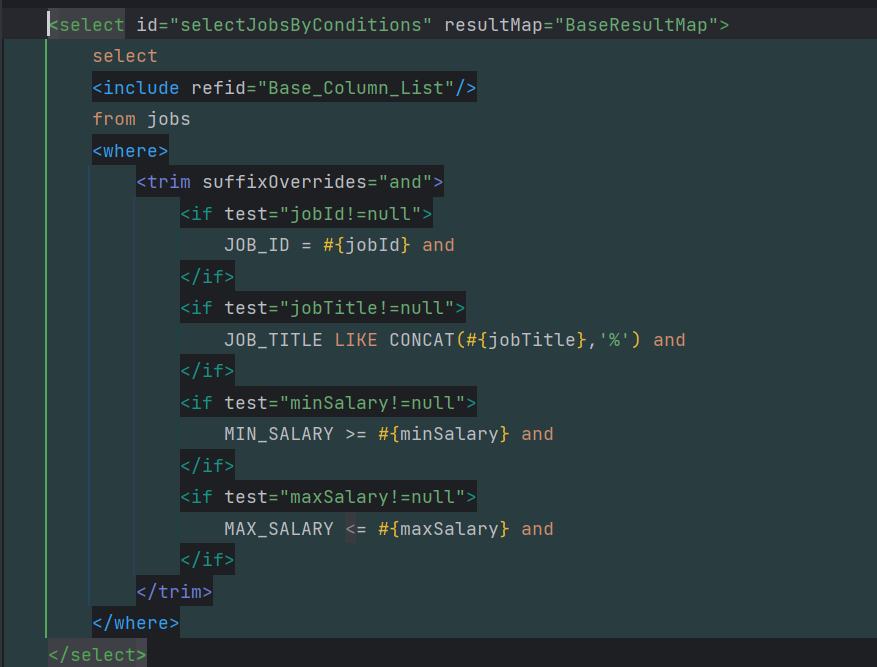 <select id="selectJobsByConditions" resultMap="BaseResultMap">
    select
    <include refid="Base_Column_List"/>
    from jobs
    <where>
        <trim suffixOverrides="and">
            <if test="jobId!=null">
                JOB_ID = #{jobId} and
            </if>
            <if test="jobTitle!=null">
                JOB_TITLE LIKE CONCAT(#{jobTitle},'%') and
            </if>
            <if test="minSalary!=null">
                MIN_SALARY >= #{minSalary} and
            </if>
            <if test="maxSalary!=null">
                MAX_SALARY <= #{maxSalary} and
            </if>
        </trim>
    </where>
</select>